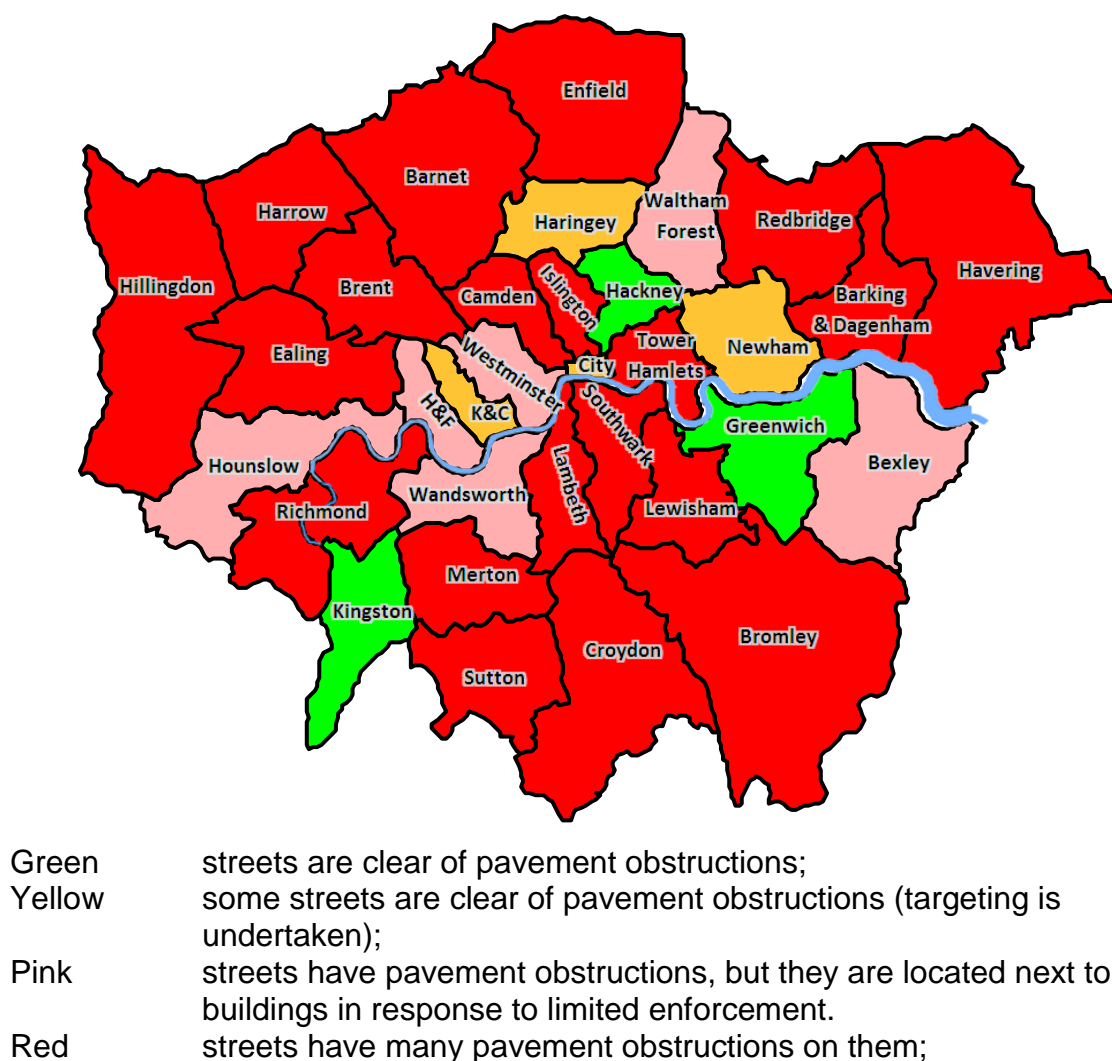 Enfield
Barnet
Harrow
Waltham
Forest
Haringey
Redbridge
Havering
Hillingdon
Brent
Camden
Islington
Hackney
Barking
& Dagenham
Ealing
Westminster
City
Tower
Hamlets
Newham
H&F
K&C
Southwark
Greenwich
Hounslow
Bexley
Wandsworth
Lambeth
Richmond
Lewisham
Merton
Kingston
Bromley
Croydon
Sutton
Green streets are clear of pavement obstructions;
Yellow some streets are clear of pavement obstructions (targeting is
undertaken);
Pink streets have pavement obstructions, but they are located next to
buildings in response to limited enforcement.
Red streets have many pavement obstructions on them;